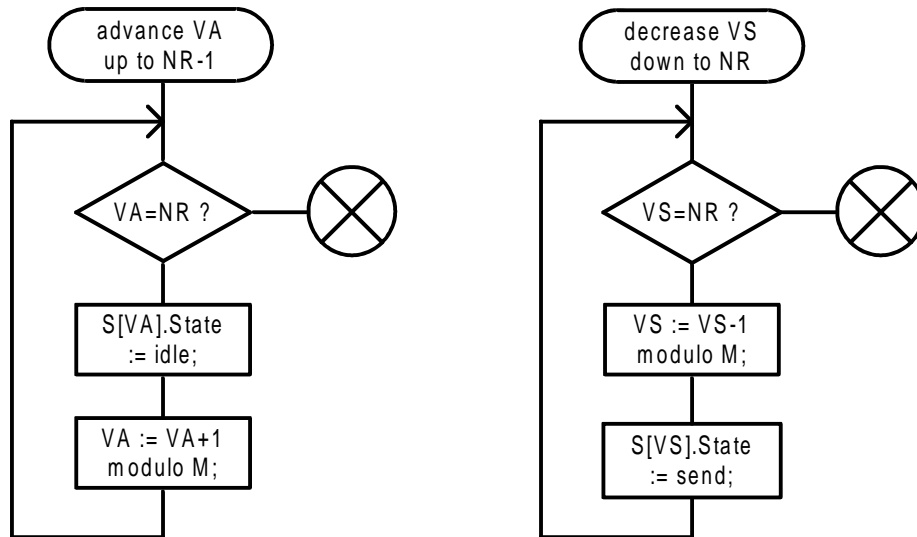 advance VA
up to NR-1
VA=NR ?
S[VA].State
:= idle;
VA := VA+1
modulo M;
decrease VS
down to NR
VS=NR ?
VS := VS-1
modulo M;
S[VS].State
:= send;